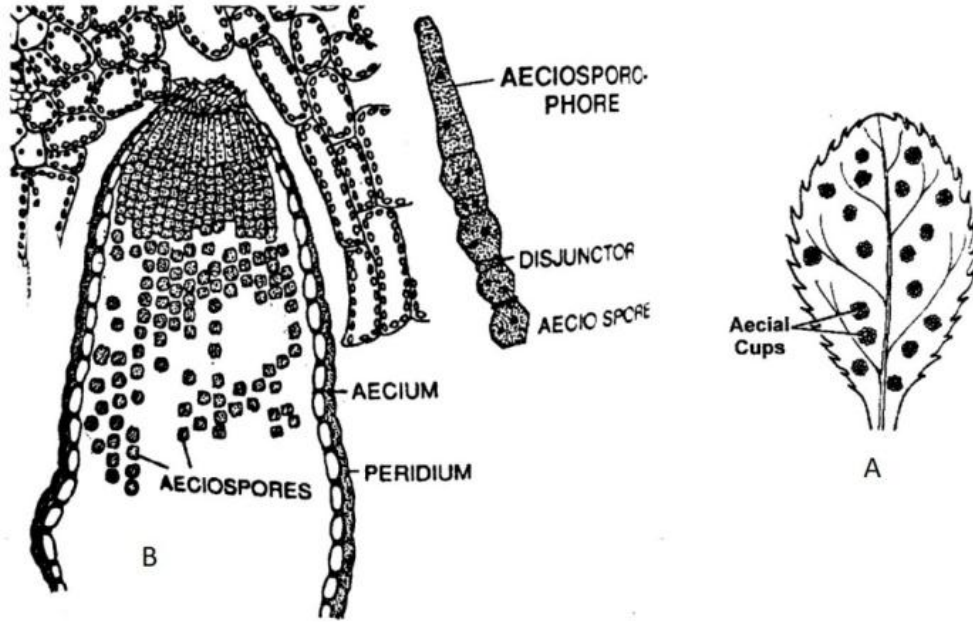 AECIOSPORO-
PHORE
DISJUNCTOR
AECIO SPORE
AECIUM
PERIDIUM
AECIOSPORES
B
Aecial
Cups
A